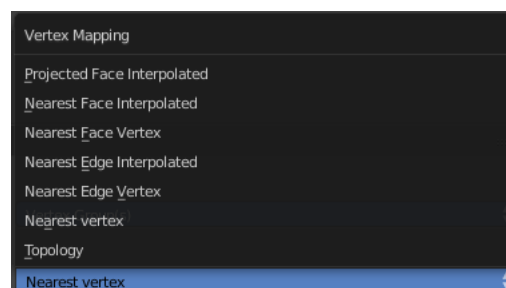 Vertex Mapping
Projected Face Interpolated
Nearest Face Interpolated
Nearest Face Vertex
Nearest Edge Interpolated
Nearest Edge Vertex
Nearest vertex
Topology
Nearest vertex